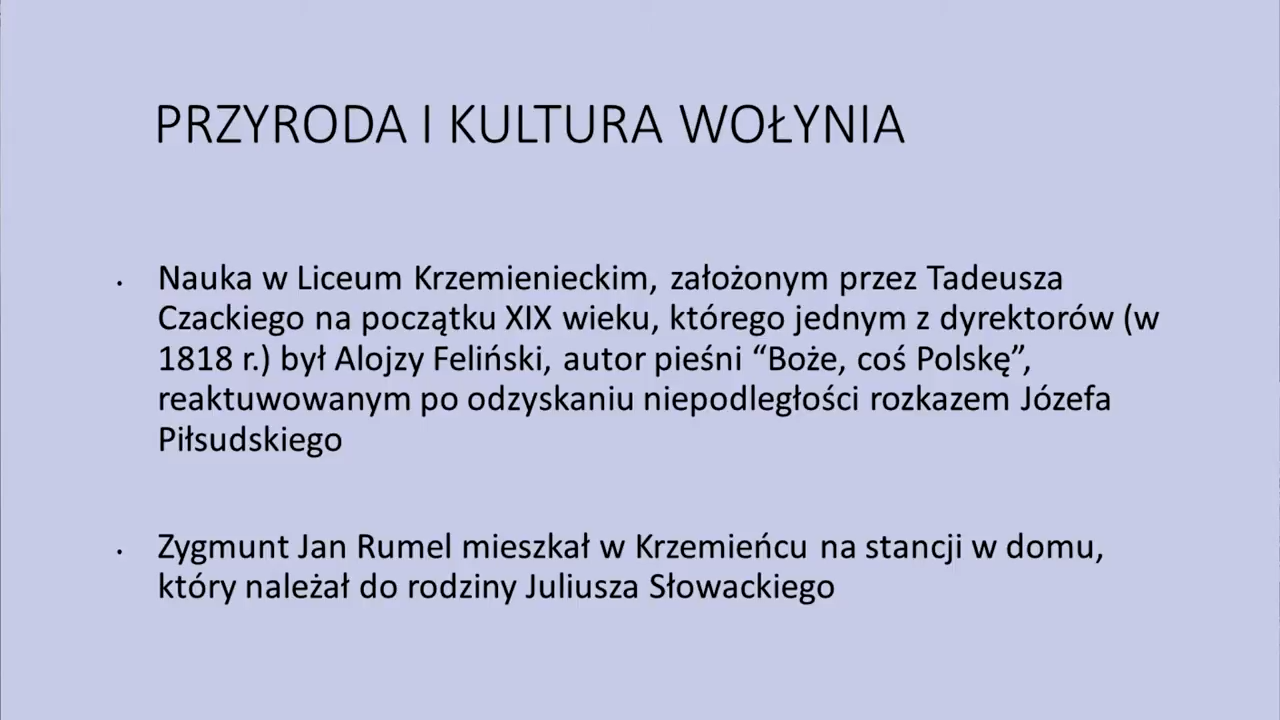 PRZYRODA I KULTURA WOŁYNIA
• Nauka w Liceum Krzemienieckim, założonym przez Tadeusza
Czackiego na początku XIX wieku, którego jednym z dyrektorów (w
1818 r.) był Alojzy Feliński, autor pieśni “Boże, coś Polskę”,
reaktuwowanym po odzyskaniu niepodległości rozkazem Józefa
Piłsudskiego
• Zygmunt Jan Rumel mieszkał w Krzemieńcu na stancji w domu,
który należał do rodziny Juliusza Słowackiego